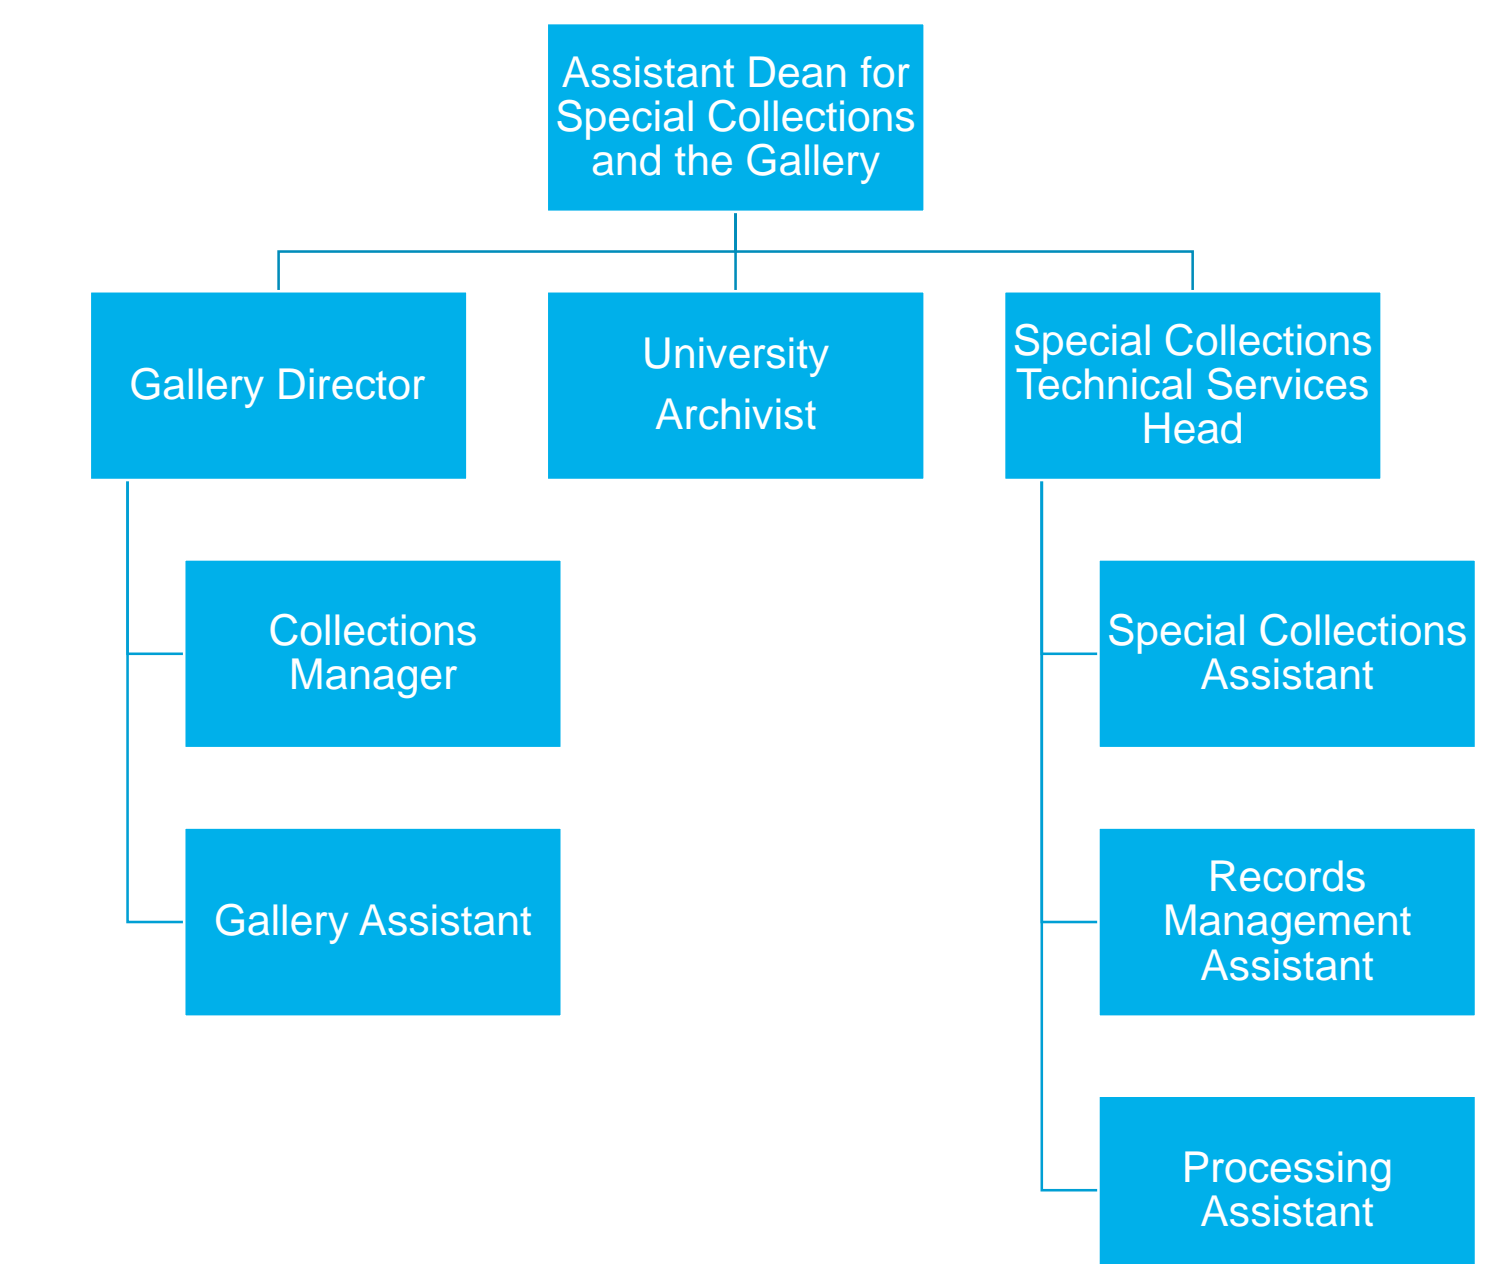 Assistant Dean for
Special Collections
and the Gallery
Gallery Director
University
Archivist
Special Collections
Technical Services
Head
Collections
Manager
Special Collections
Assistant
Gallery Assistant
Records
Management
Assistant
Processing
Assistant